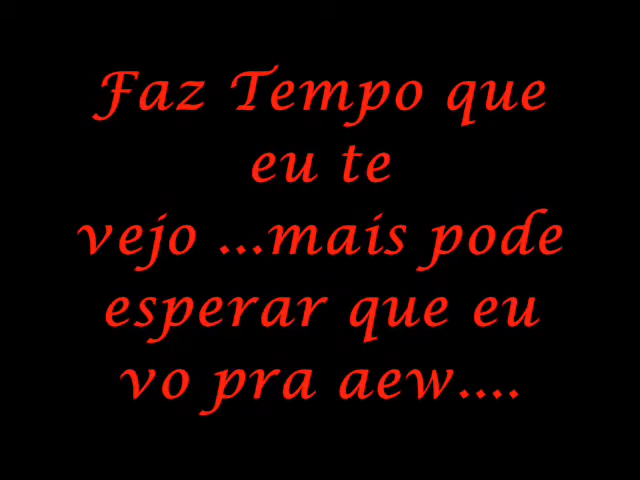 Faz Tempo que
eu te
vejo ...mais pode
esperar que eu
vo pra aew....